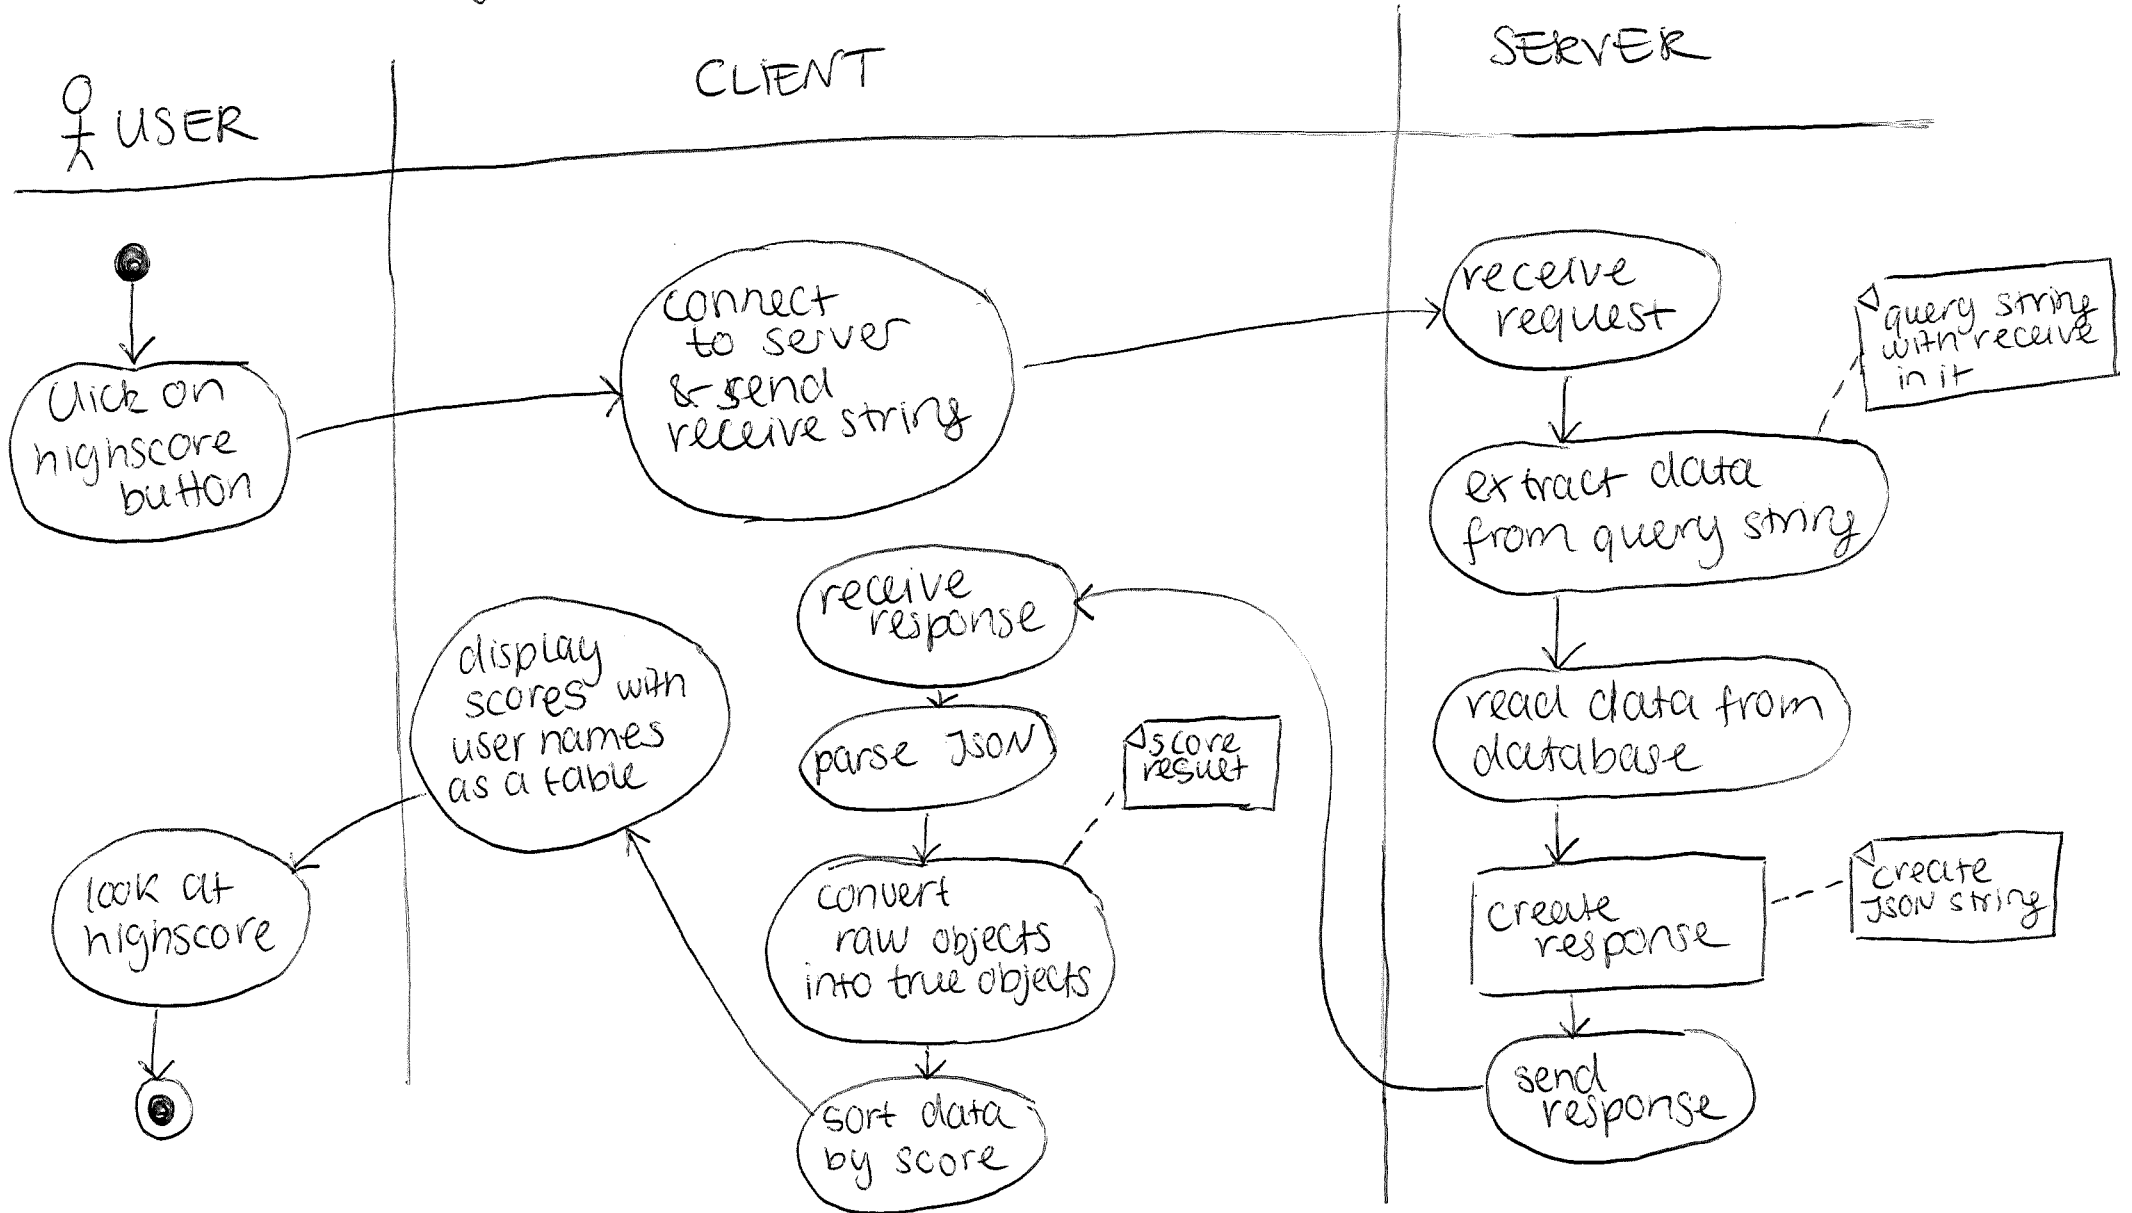 USER
CLIENT
SERVER
Click on
highscore
button
connect
to server
& send
receive string
receive
request
query string
with receive
in it
extract data
from query string
read data from
database
create
response
create
JSON string
send
response
receive
response
parse JSON
score
result
convert
raw objects
into true objects
sort data
by score
display
scores with
user names
as a table
look at
highscore